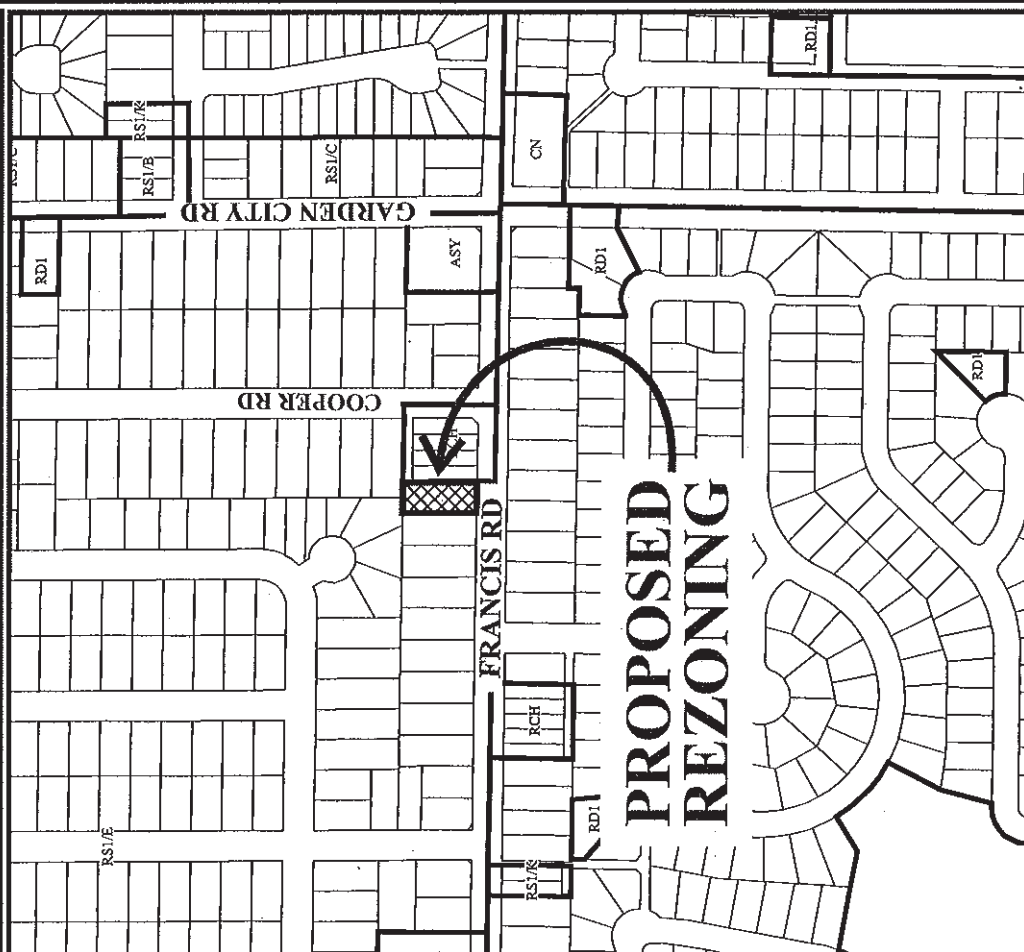 RD1
RS1/K
CN
RS1/C
RS1/B
RS1/C
GARDEN CITY RD
ASY
RD1
RD1
RD1
COOPER RD
FRANCIS RD
PROPOSED
REZONING
RCH
RD1
RS1/E
RS1/K